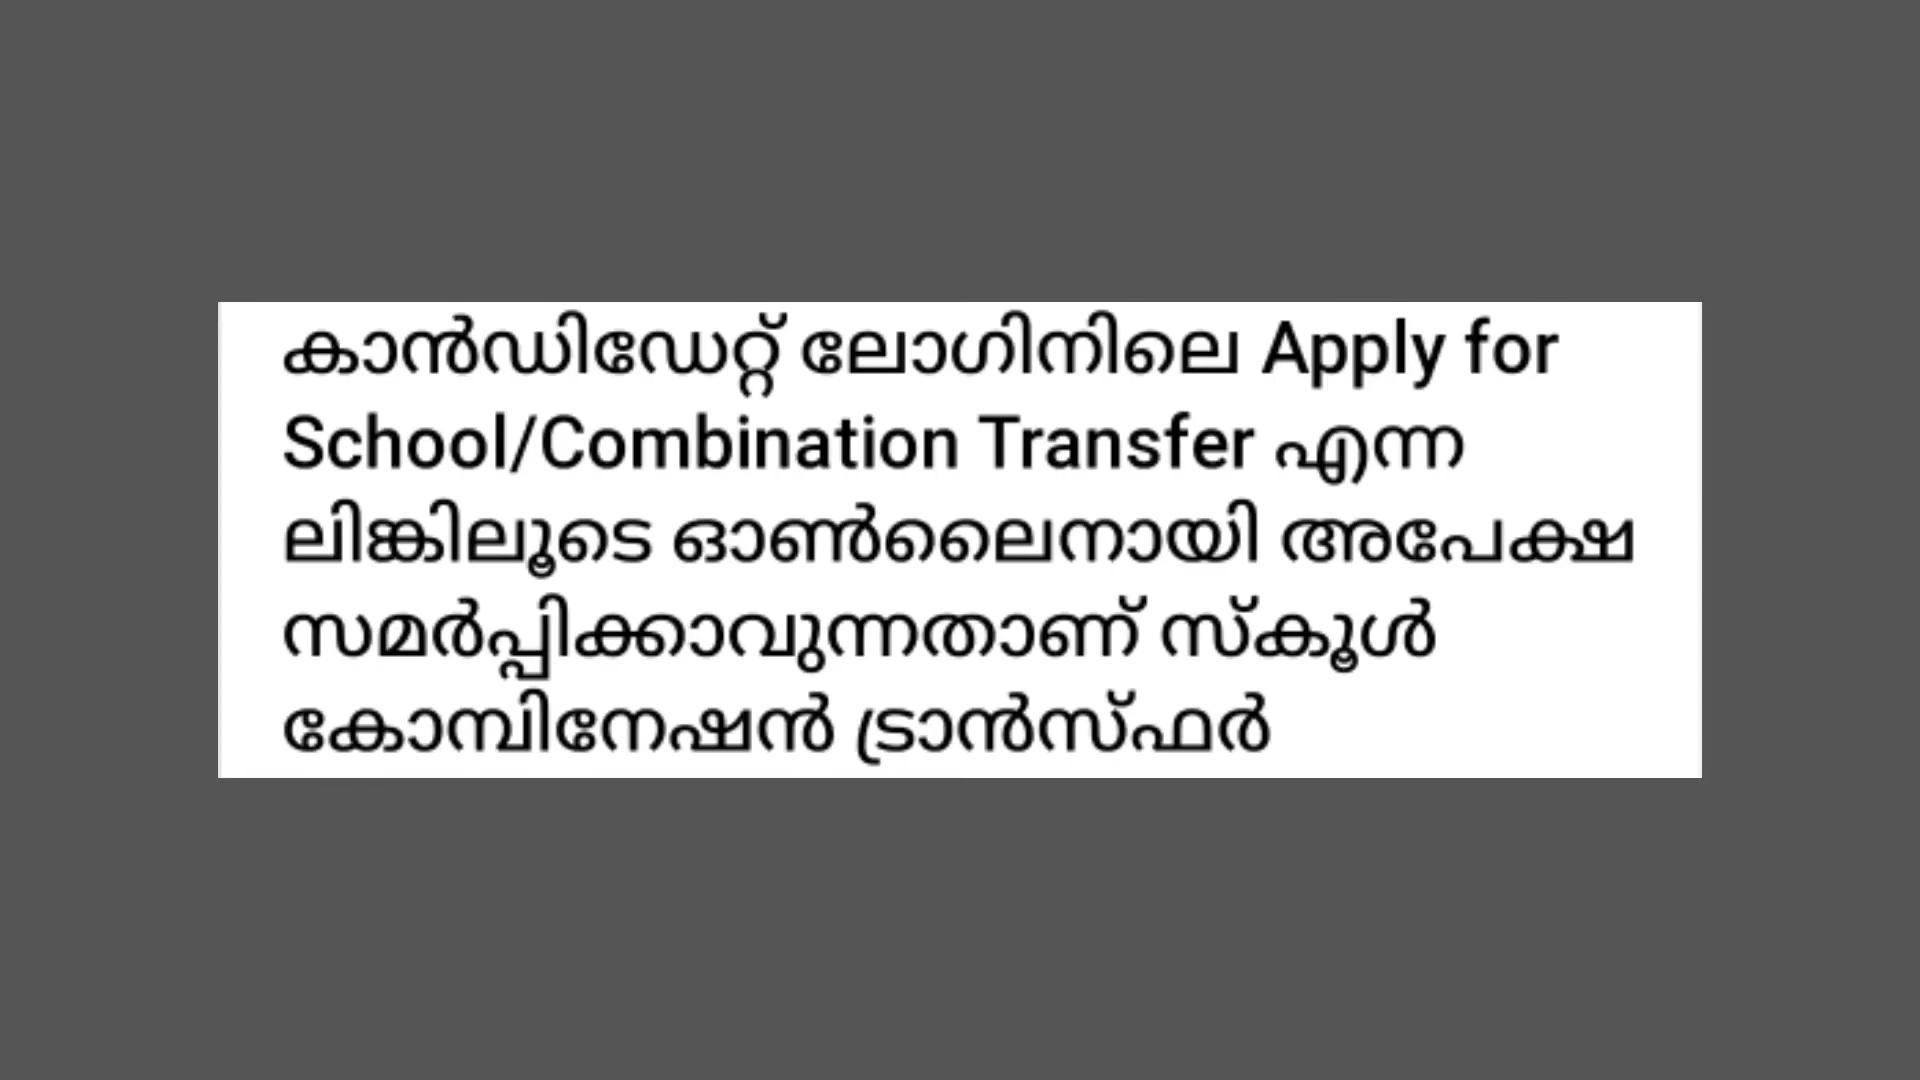 കാൻഡിഡേറ്റ് ലോഗിനിലെ Apply for
School/Combination Transfer എന്ന
ലിങ്കിലൂടെ ഓൺലൈനായി അപേക്ഷ
സമർപ്പിക്കാവുന്നതാണ് സ്കൂൾ
കോമ്പിനേഷൻ ട്രാൻസ്ഫർ